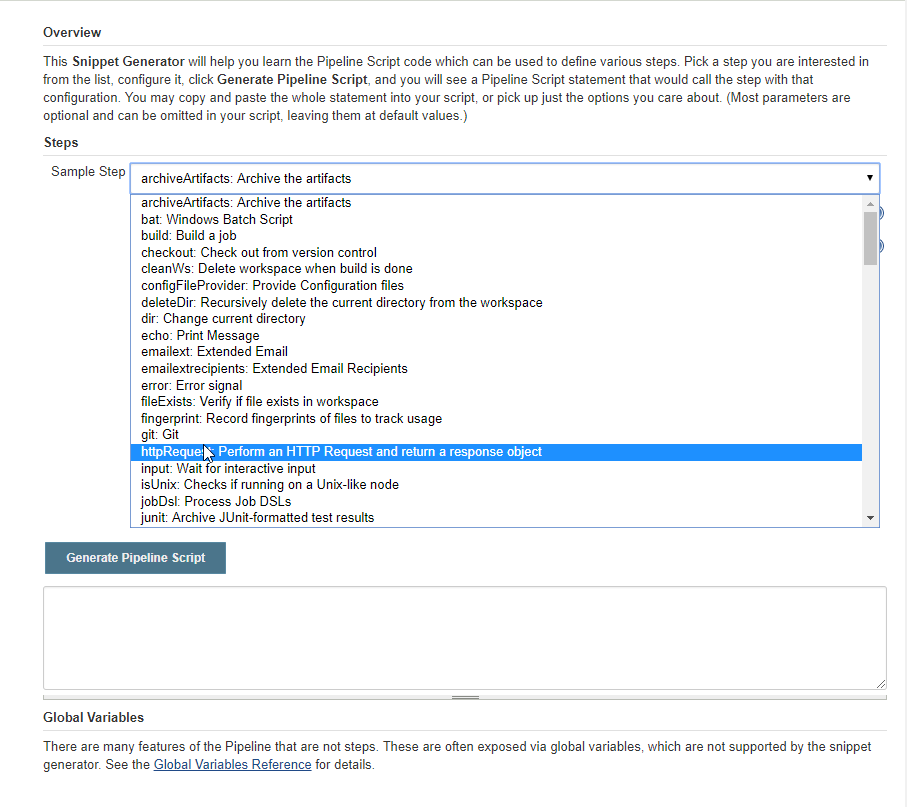 Overview
This Snippet Generator will help you learn the Pipeline Script code which can be used to define various steps. Pick a step you are interested in
from the list, configure it, click Generate Pipeline Script, and you will see a Pipeline Script statement that would call the step with that
configuration. You may copy and paste the whole statement into your script, or pick up just the options you care about. (Most parameters are
optional and can be omitted in your script, leaving them at default values.)
Steps
Sample Step
archiveArtifacts: Archive the artifacts
archiveArtifacts: Archive the artifacts
bat: Windows Batch Script
build: Build a job
checkout: Check out from version control
cleanWs: Delete workspace when build is done
configFileProvider: Provide Configuration files
deleteDir: Recursively delete the current directory from the workspace
dir: Change current directory
echo: Print Message
emailext: Extended Email
emailextrecipients: Extended Email Recipients
error: Error signal
fileExists: Verify if file exists in workspace
fingerprint: Record fingerprints of files to track usage
git: Git
httpRequest: Perform an HTTP Request and return a response object
input: Wait for interactive input
isUnix: Checks if running on a Unix-like node
jobDsl: Process Job DSLs
junit: Archive JUnit-formatted test results
Generate Pipeline Script
Global Variables
There are many features of the Pipeline that are not steps. These are often exposed via global variables, which are not supported by the snippet
generator. See the Global Variables Reference for details.